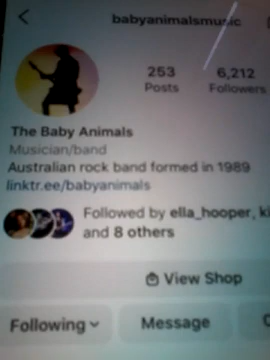 babyanimalsmusic
253 6,212
Posts Followers
The Baby Animals
Musician/band
Australian rock band formed in 1989
linktr.ee/babyanimals
Followed by ella_hooper, ki
and 8 others
View Shop
Following Message